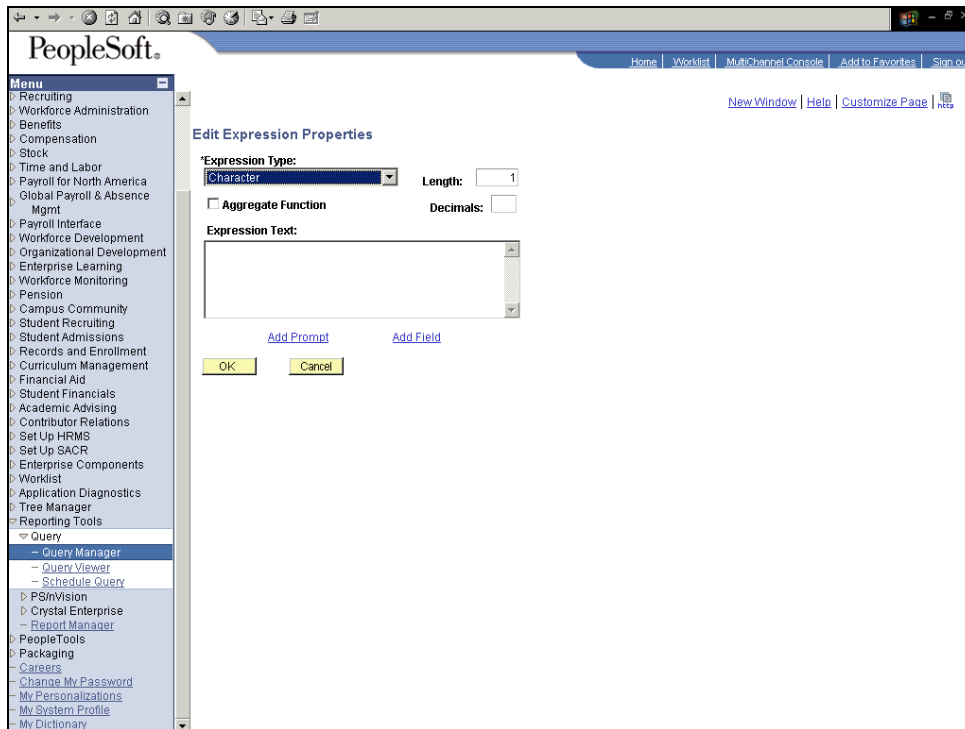 PeopleSoft.
Home | Worklist | MultiChannel Console | Add to Favorites | Sign ou
Menu
Recruiting
Workforce Administration
Benefits
Compensation
Stock
Time and Labor
Payroll for North America
Global Payroll & Absence
Mgmt
Payroll Interface
Workforce Development
Organizational Development
Enterprise Learning
Workforce Monitoring
Pension
Campus Community
Student Recruiting
Student Admissions
Records and Enrollment
Curriculum Management
Financial Aid
Student Financials
Academic Advising
Contributor Relations
Set Up HRMS
Set Up SACR
Enterprise Components
Worklist
Application Diagnostics
Tree Manager
Reporting Tools
Query
– Query Manager
– Query Viewer
– Schedule Query
PS/nVision
Crystal Enterprise
– Report Manager
PeopleTools
Packaging
– Careers
– Change My Password
– My Personalizations
– My System Profile
– My Dictionary
New Window | Help | Customize Page | http
Edit Expression Properties
*Expression Type:
Character
Length: 1
Aggregate Function
Decimals:
Expression Text:
Add Prompt Add Field
OK Cancel